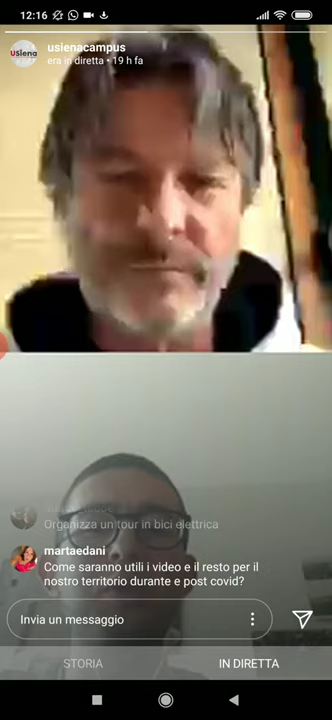 12:16
USiena
usienacampus
era in diretta • 19 h fa
Organizza un tour in bici elettrica
martaedani
Come saranno utili i video e il resto per il
nostro territorio durante e post covid?
Invia un messaggio
STORIA
IN DIRETTA